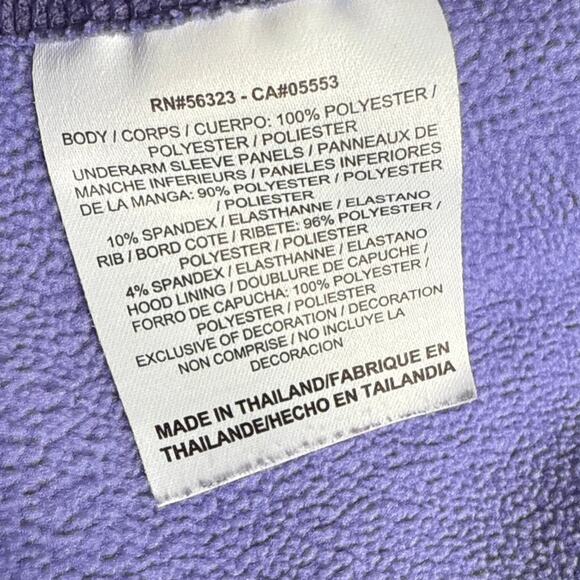 RN#56323 - CA#05553
BODY / CORPS / CUERPO: 100% POLYESTER /
POLYESTER / POLIESTER
UNDERARM SLEEVE PANELS / PANNEAUX DE
MANCHE INFERIEURS / PANELES INFERIORES
DE LA MANGA: 90% POLYESTER / POLYESTER
/ POLIESTER
10% SPANDEX / ELASTHANNE / ELASTANO
RIB / BORD COTE / RIBETE: 96% POLYESTER /
POLYESTER / POLIESTER
4% SPANDEX / ELASTHANNE / ELASTANO
HOOD LINING / DOUBLURE DE CAPUCHE /
FORRO DE CAPUCHA: 100% POLYESTER /
POLYESTER / POLIESTER
EXCLUSIVE OF DECORATION / DECORATION
NON COMPRISE / NO INCLUYE LA
DECORACION
MADE IN THAILAND/FABRIQUE EN
THAILANDE/HECHO EN TAILANDIA